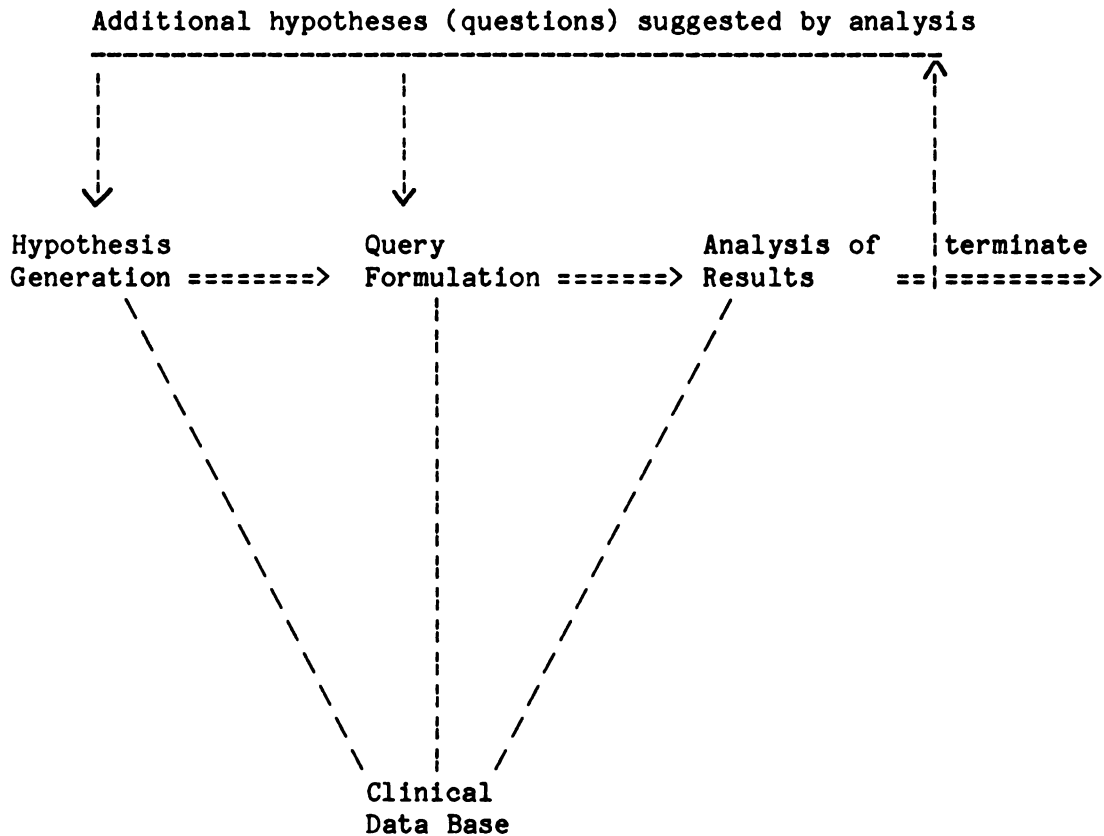 Additional hypotheses (questions) suggested by analysis
Hypothesis
Generation
Query
Formulation
Analysis of
Results
terminate
Clinical
Data Base